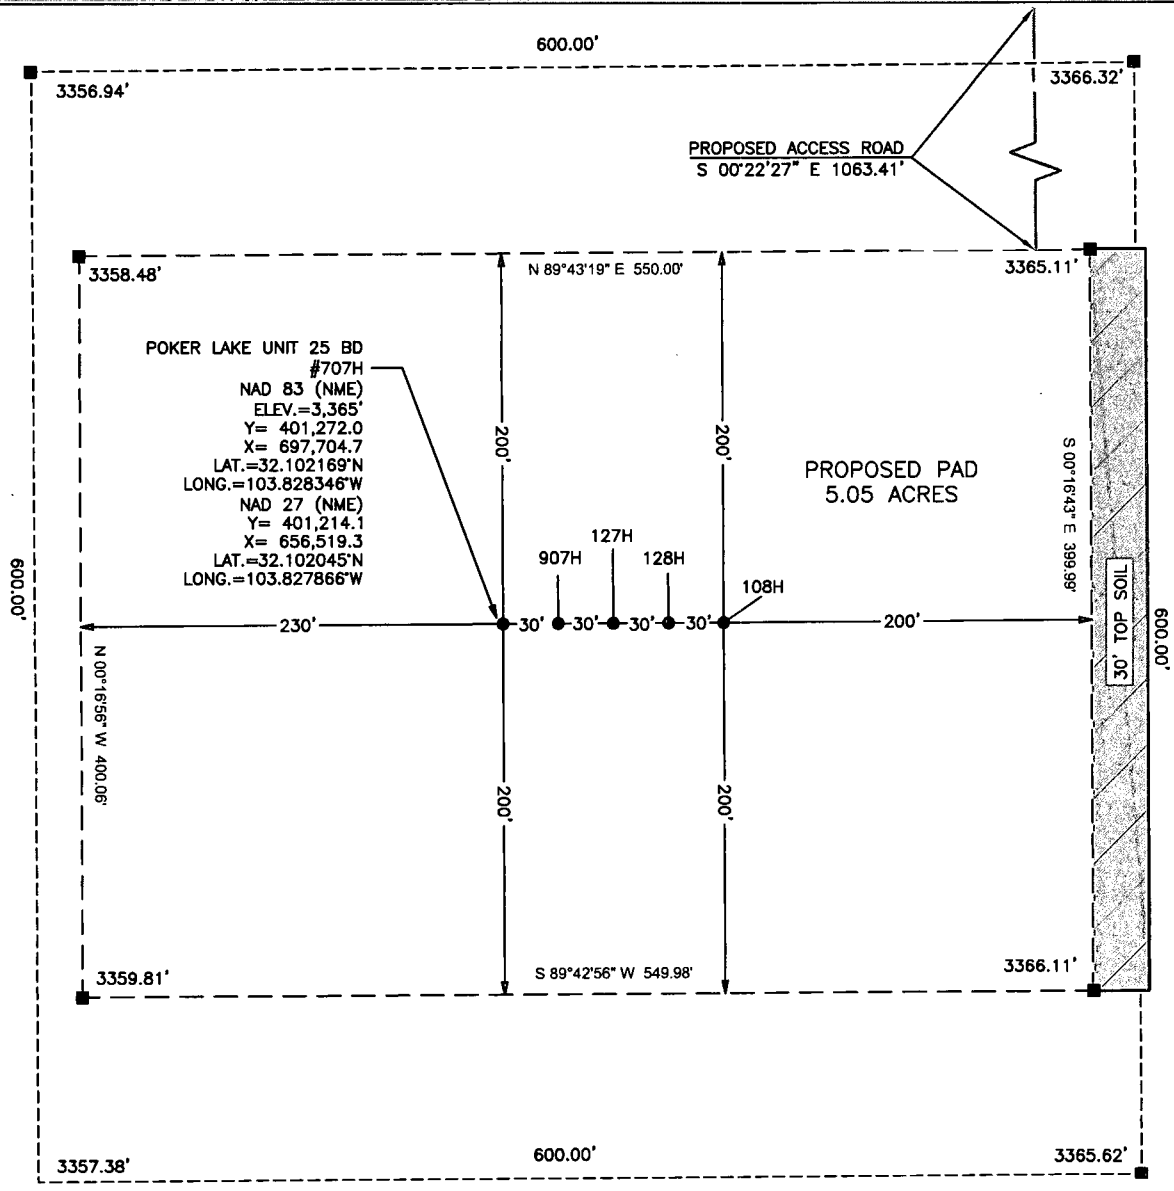 600.00'
3356.94'
3366.32'
PROPOSED ACCESS ROAD
S 00°22'27" E 1063.41'
3358.48'
N 89°43'19" E 550.00'
3365.11'
POKER LAKE UNIT 25 BD
#707H
NAD 83 (NME)
ELEV.=3,365'
Y= 401,272.0
X= 697,704.7
LAT.=32.102169°N
LONG.=103.828346°W
NAD 27 (NME)
Y= 401,214.1
X= 656,519.3
LAT.=32.102045°N
LONG.=103.827866°W
200'
200'
PROPOSED PAD
5.05 ACRES
S 00°16'43" E 399.99'
600.00'
907H
127H
128H
108H
230'
30'
30'
30'
30'
200'
30' TOP SOIL
600.00'
N 00°16'56" W 400.06'
200'
200'
3359.81'
S 89°42'56" W 549.98'
3366.11'
3357.38'
600.00'
3365.62'